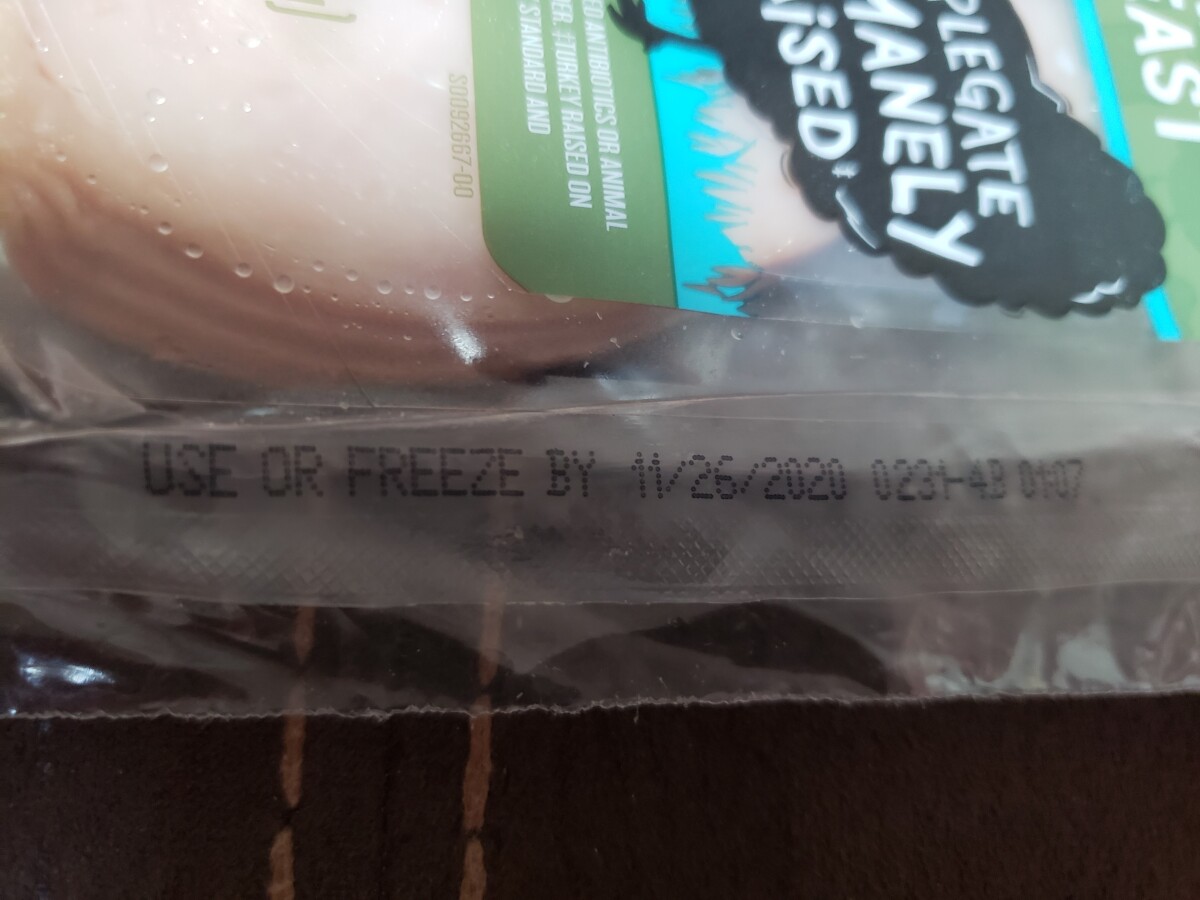 S0092667-00
ED ANTIBIOTICS OR ANIMAL
‡TURKEY RAISED ON
STANDARD AND
PLEGATE
MANELY
RAiSED‡
EAST
USE OR FREEZE BY 11/26/2020 0231-4B 0107